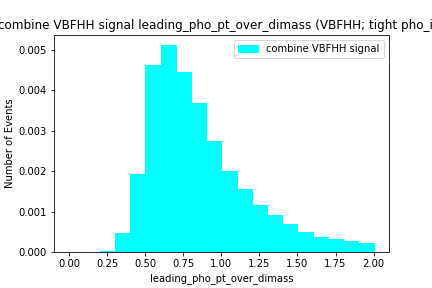 combine VBFHH signal leading_pho_pt_over_dimass (VBFHH; tight pho_i
combine VBFHH signal
Number of Events
0.005
0.004
0.003
0.002
0.001
0.000
0.00 0.25 0.50 0.75 1.00 1.25 1.50 1.75 2.00
leading_pho_pt_over_dimass